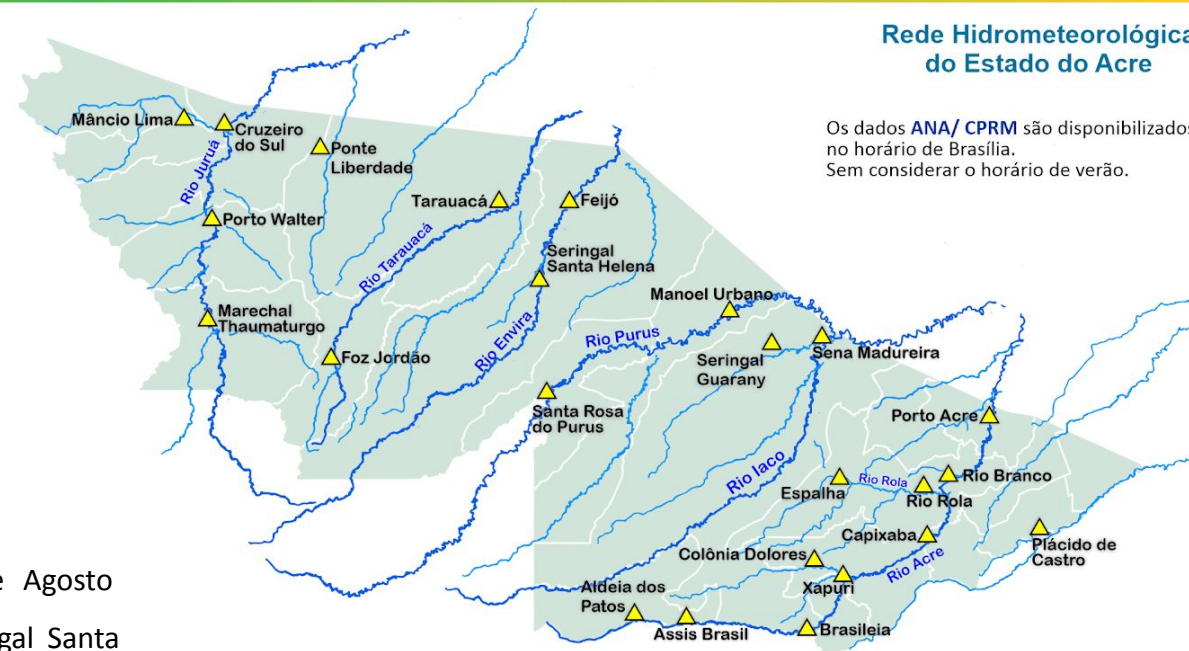 Rede Hidrometeorológica
do Estado do Acre
Os dados ANA/ CPRM são disponibilizados
no horário de Brasília.
Sem considerar o horário de verão.
Mâncio Lima
Cruzeiro
do Sul
Ponte
Liberdade
Rio Juruá
Porto Walter
Tarauacá
Feijó
Rio Tarauacá
Seringal
Santa Helena
Marechal
Thaumaturgo
Foz Jordão
Rio Envira
Manoel Urbano
Rio Purus
Seringal
Guarany
Sena Madureira
Santa Rosa
do Purus
Porto Acre
Rio Iaco
Espalha
Rio Rola
Rio Branco
Rio Rola
Capixaba
Plácido de
Castro
Colônia Dolores
Rio Acre
Xapuri
Aldeia dos
Patos
Assis Brasil
Brasileia
e Agosto
gal Santa